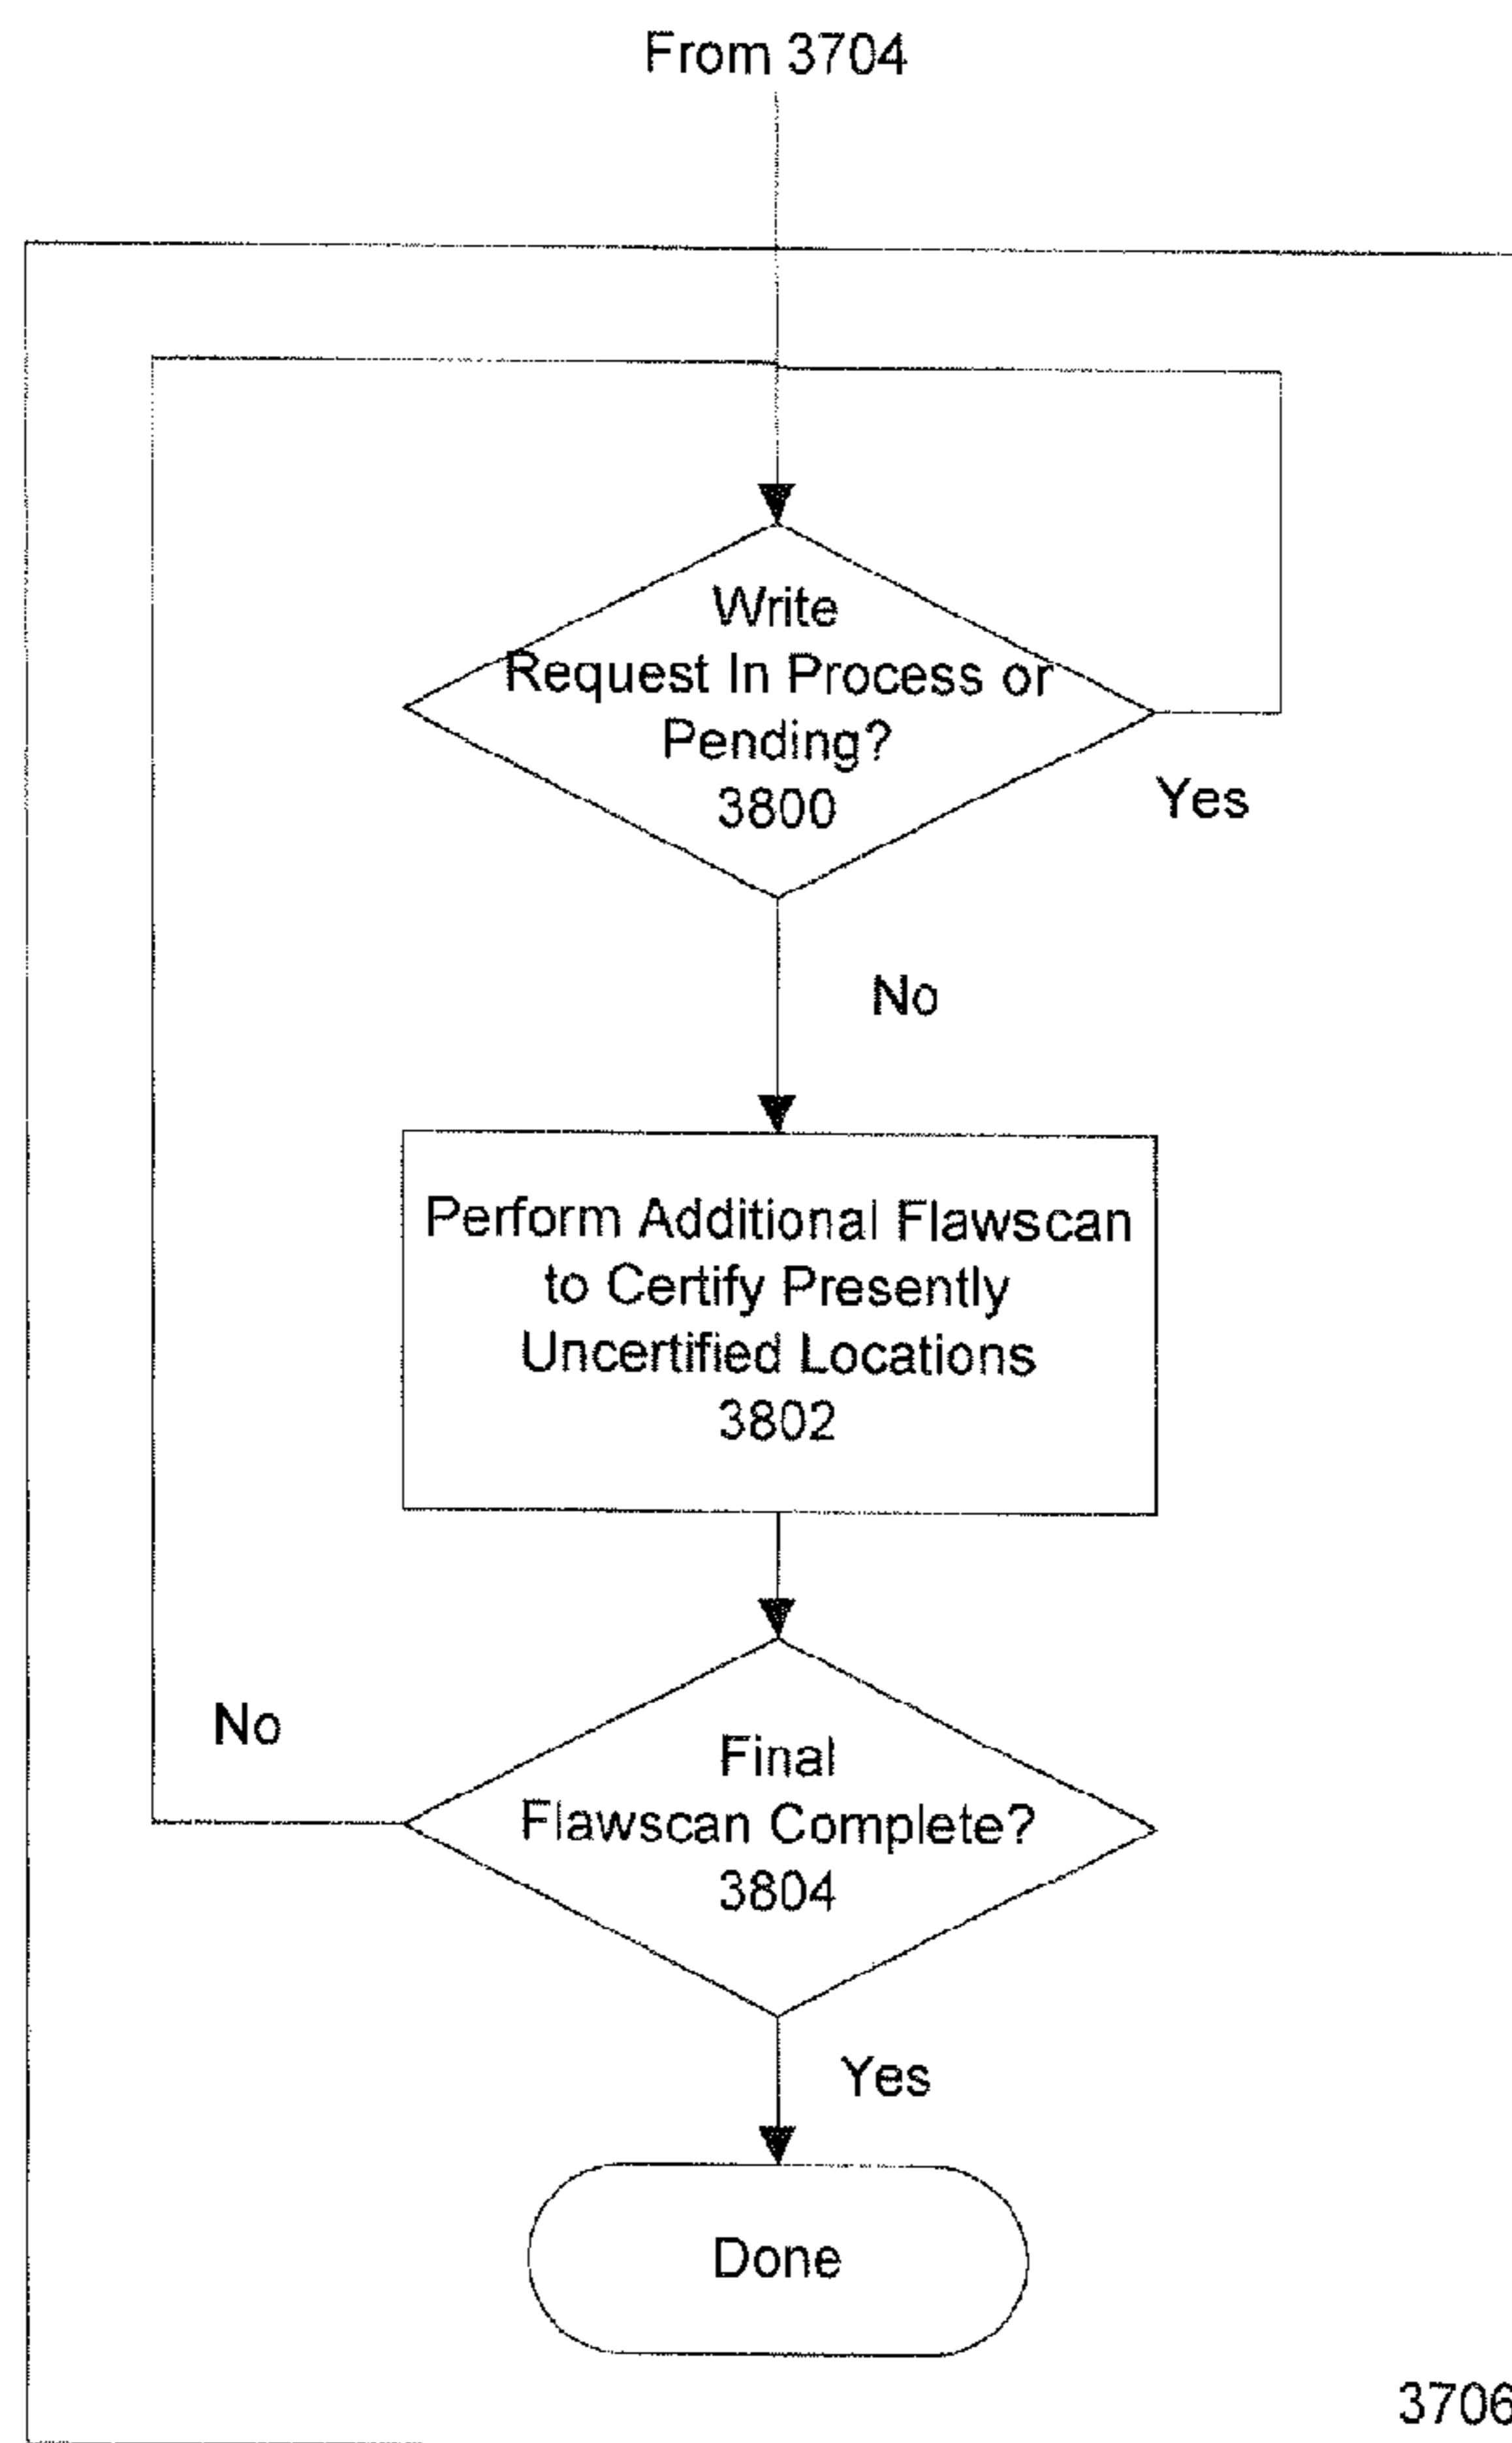 From 3704
Write
Request In Process or
Pending?
3800
Yes
No
Perform Additional Flawscan
to Certify Presently
Uncertified Locations
3802
No
Final
Flawscan Complete?
3804
Yes
Done
3706